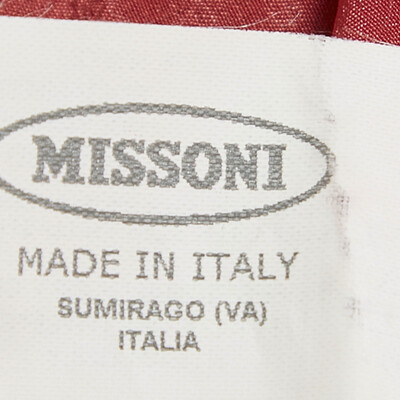 MISSONI
MADE IN ITALY
SUMIRAGO (VA)
ITALIA